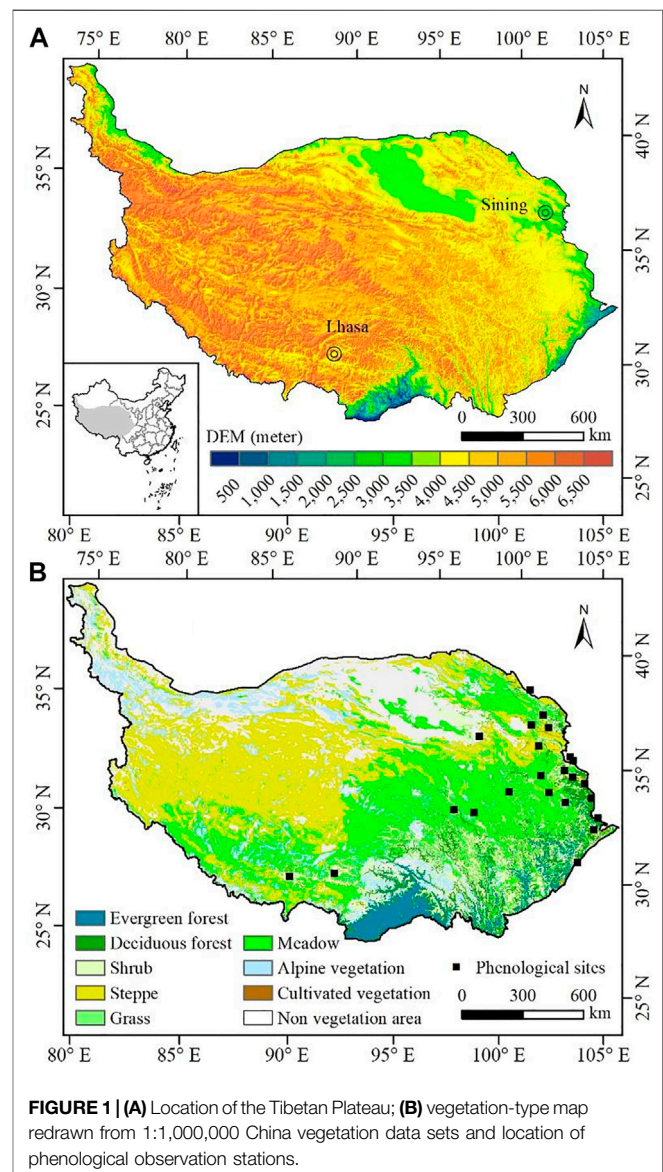 A
75° E 80° E 85° E 90° E 95° E 100° E 105° E
N
40° N
35° N
Sining
35° N
30° N
Lhasa
30° N
25° N
0 300 600
km
DEM (meter)
500 1,000 1,500 2,000 2,500 3,000 3,500 4,000 4,500 5,000 5,500 6,000 6,500
25° N
80° E 85° E 90° E 95° E 100° E 105° E
75° E 80° E 85° E 90° E 95° E 100° E 105° E
B
N
40° N
35° N
35° N
30° N
30° N
25° N
Evergreen forest
Deciduous forest
Shrub
Steppe
Grass
Meadow
Alpine vegetation
Cultivated vegetation
Non vegetation area
Phenological sites
0 300 600
km
25° N
80° E 85° E 90° E 95° E 100° E 105° E
FIGURE 1 | (A) Location of the Tibetan Plateau; (B) vegetation-type map
redrawn from 1:1,000,000 China vegetation data sets and location of
phenological observation stations.